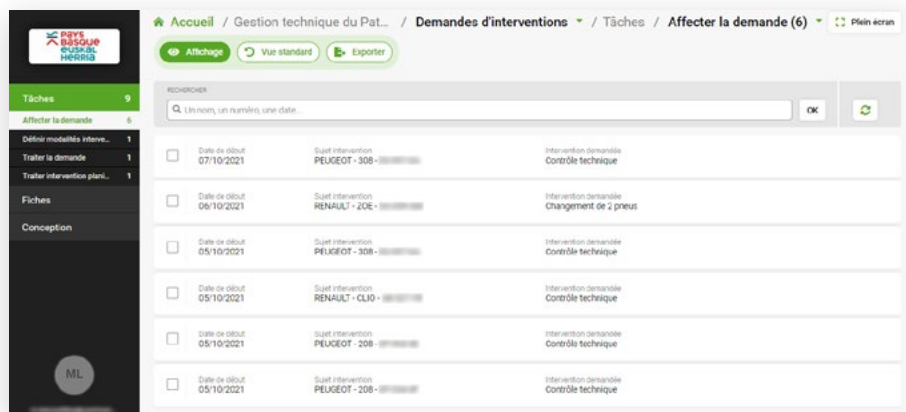 PAYS
BASQUE
EUSKAL
HERRIA
Accueil / Gestion technique du Pat... / Demandes d'interventions / Tâches / Affecter la demande (6)
Plein écran
Affichage
Vue standard
Exporter
Tâches 9
Affecter la demande 6
Définir modalités interve... 1
Traiter la demande 1
Traiter intervention plani... 1
Fiches
Conception
ML
RECHERCHER
Un nom, un numéro, une date...
OK
Date de début Sujet intervention Intervention demandée
07/10/2021 PEUGEOT - 308 - Contrôle technique
Date de début Sujet intervention Intervention demandée
06/10/2021 RENAULT - ZOE - Changement de 2 pneus
Date de début Sujet intervention Intervention demandée
05/10/2021 PEUGEOT - 308 - Contrôle technique
Date de début Sujet intervention Intervention demandée
05/10/2021 RENAULT - CLIO - Contrôle technique
Date de début Sujet intervention Intervention demandée
05/10/2021 PEUGEOT - 208 - Contrôle technique
Date de début Sujet intervention Intervention demandée
05/10/2021 PEUGEOT - 208 - Contrôle technique